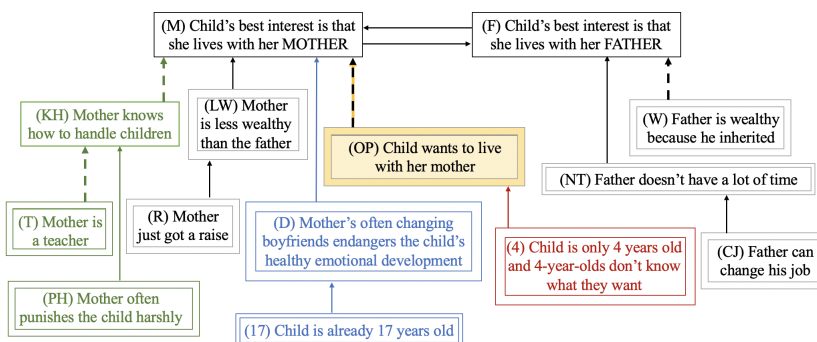 (M) Child's best interest is that
she lives with her MOTHER
(F) Child's best interest is that
she lives with her FATHER
(KH) Mother knows
how to handle children
(LW) Mother
is less wealthy
than the father
(OP) Child wants to live
with her mother
(W) Father is wealthy
because he inherited
(NT) Father doesn't have a lot of time
(T) Mother is
a teacher
(R) Mother
just got a raise
(D) Mother's often changing
boyfriends endangers the child's
healthy emotional development
(4) Child is only 4 years old
and 4-year-olds don't know
what they want
(CJ) Father can
change his job
(PH) Mother often
punishes the child harshly
(17) Child is already 17 years old